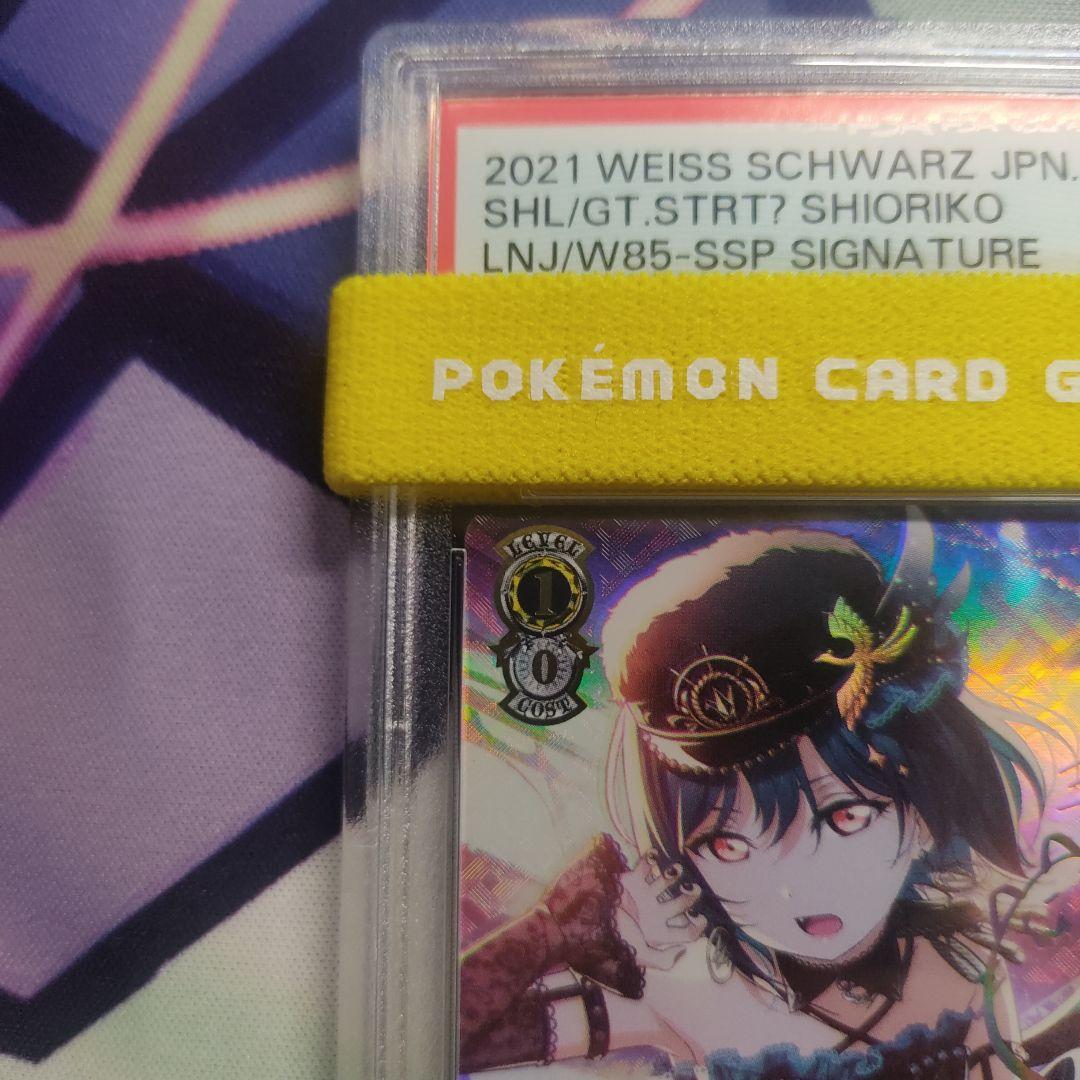 2021 WEISS SCHWARZ JPN.
SHL/GT.STRT? SHIORIKO
LNJ/W85-SSP SIGNATURE
POKÉMON CARD G
LEVEL
1
0
COST